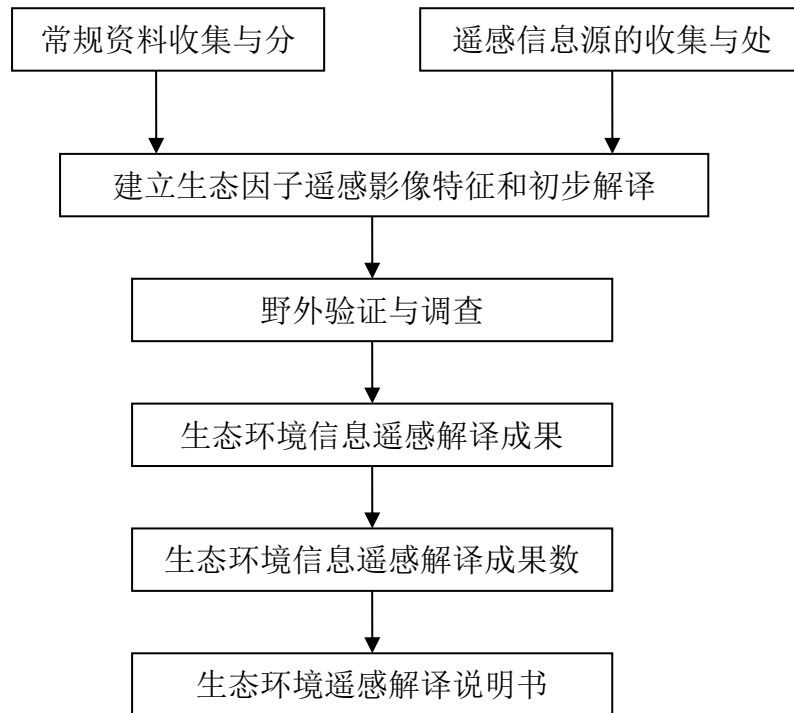 常规资料收集与分
遥感信息源的收集与处
建立生态因子遥感影像特征和初步解译
野外验证与调查
生态环境信息遥感解译成果
生态环境信息遥感解译成果数
生态环境遥感解译说明书